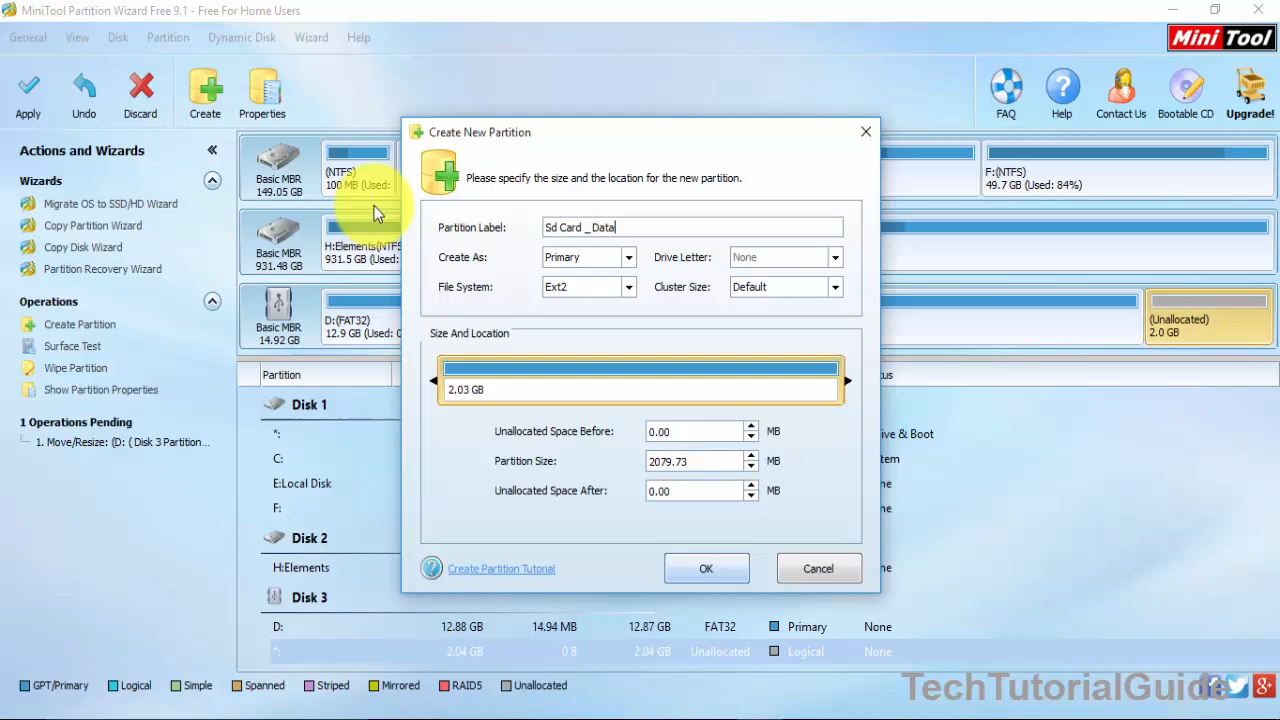 MiniTool Partition Wizard Free 9.1 - Free For Home Users
General View Disk Partition Dynamic Disk Wizard Help
Mini Tool
Apply Undo Discard Create Properties FAQ Help Contact Us Bootable CD Upgrade!
Actions and Wizards
Wizards
Migrate OS to SSD/HD Wizard
Copy Partition Wizard
Copy Disk Wizard
Partition Recovery Wizard
Operations
Create Partition
Surface Test
Wipe Partition
Show Partition Properties
1 Operations Pending
1. Move/Resize: (D: ( Disk 3 Partition...
Basic MBR
149.05 GB
(NTFS)
100 MB (Used:
F:(NTFS)
49.7 GB (Used: 84%)
Basic MBR
931.48 GB
H:Elements(NTFS
931.5 GB (Used:
Basic MBR
14.92 GB
D:(FAT32)
12.9 GB (Used: 0
(Unallocated)
2.0 GB
Create New Partition
Please specify the size and the location for the new partition.
Partition Label: Sd Card _ Data
Create As: Primary Drive Letter: None
File System: Ext2 Cluster Size: Default
Size And Location
2.03 GB
Unallocated Space Before: 0.00 MB
Partition Size: 2079.73 MB
Unallocated Space After: 0.00 MB
Create Partition Tutorial OK Cancel
Partition
Disk 1
*:
C:
E:Local Disk
F:
Disk 2
H:Elements
Disk 3
D: 12.88 GB 14.94 MB 12.87 GB FAT32 Primary None
*: 2.04 GB 0 B 2.04 GB Unallocated Logical None
GPT/Primary Logical Simple Spanned Striped Mirrored RAID5 Unallocated
TechTutorialGuide